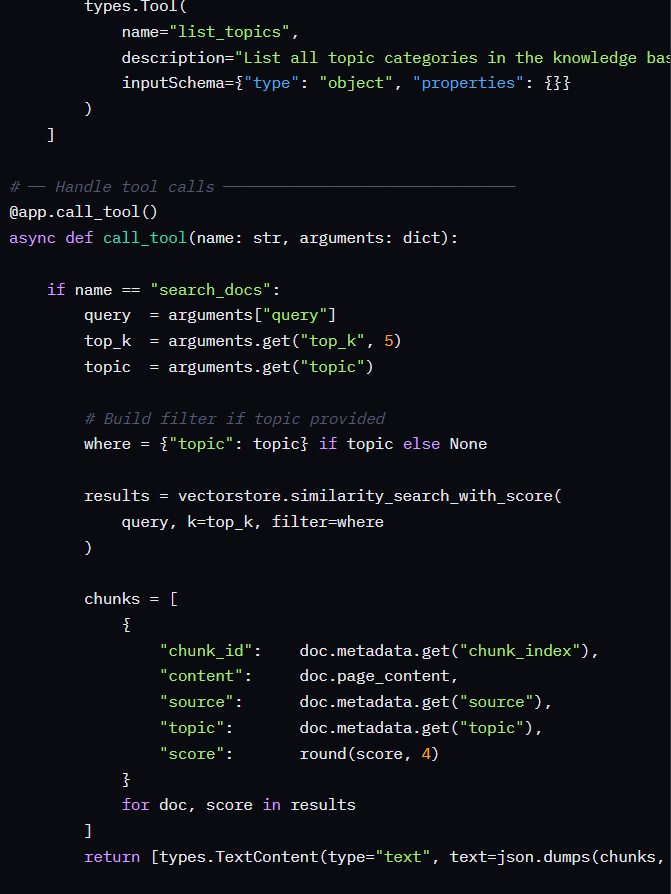 types.Tool(
            name="list_topics",
            description="List all topic categories in the knowledge bas
            inputSchema={"type": "object", "properties": {}}
        )
    ]

# —— Handle tool calls ———————————————————————————————
@app.call_tool()
async def call_tool(name: str, arguments: dict):

    if name == "search_docs":
        query  = arguments["query"]
        top_k  = arguments.get("top_k", 5)
        topic  = arguments.get("topic")

        # Build filter if topic provided
        where = {"topic": topic} if topic else None

        results = vectorstore.similarity_search_with_score(
            query, k=top_k, filter=where
        )

        chunks = [
            {
                "chunk_id":    doc.metadata.get("chunk_index"),
                "content":     doc.page_content,
                "source":      doc.metadata.get("source"),
                "topic":       doc.metadata.get("topic"),
                "score":       round(score, 4)
            }
            for doc, score in results
        ]
        return [types.TextContent(type="text", text=json.dumps(chunks,